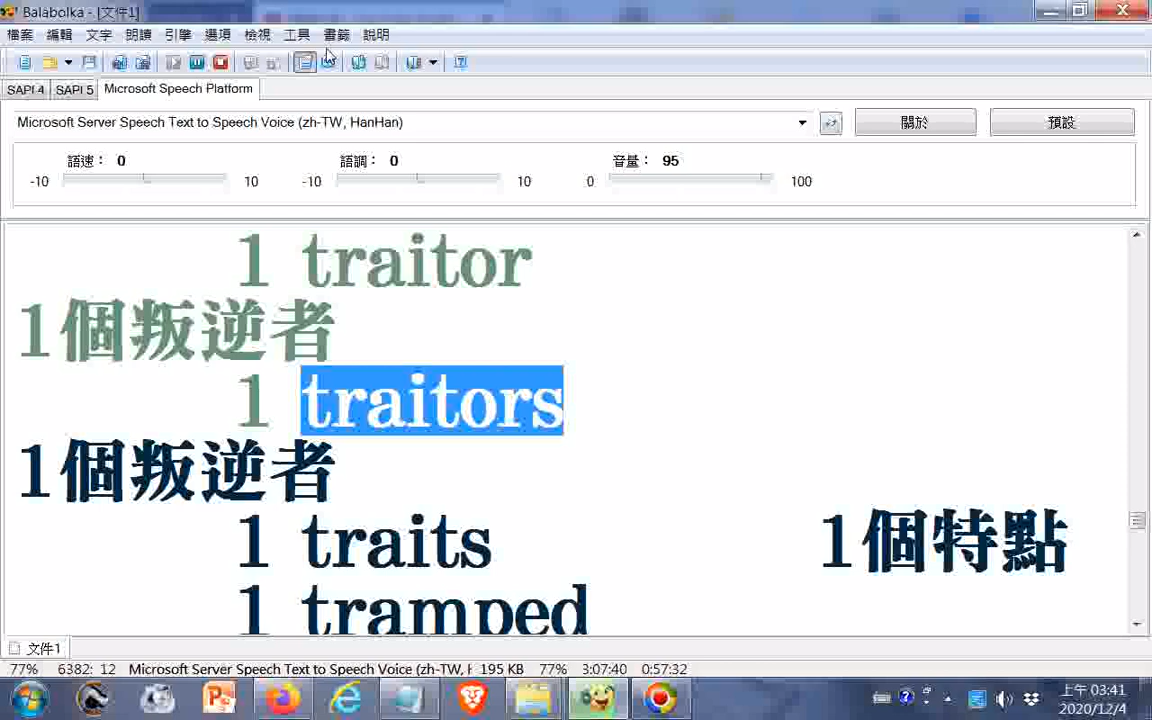 Balabolka - [文件1]
檔案 編輯 文字 朗讀 引擎 選項 檢視 工具 書籤 說明
SAPI 4 SAPI 5 Microsoft Speech Platform
Microsoft Server Speech Text to Speech Voice (zh-TW, HanHan) 關於 預設
語速： 0 語調： 0 音量： 95
-10 10 -10 10 0 100
1 traitor
1個叛逆者
1 traitors
1個叛逆者
1 traits 1個特點
1 tramped
文件1
77% 6382: 12 Microsoft Server Speech Text to Speech Voice (zh-TW, H 195 KB 77% 3:07:40 0:57:32
上午 03:41
2020/12/4